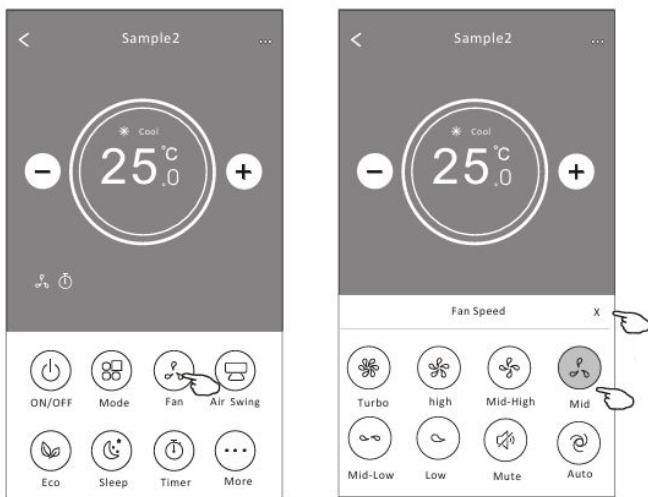 Sample2
...
Cool
25.0°C
ON/OFF Mode Fan Air Swing
Eco Sleep Timer More
Sample2
...
Cool
25.0°C
Fan Speed X
Turbo high Mid-High Mid
Mid-Low Low Mute Auto